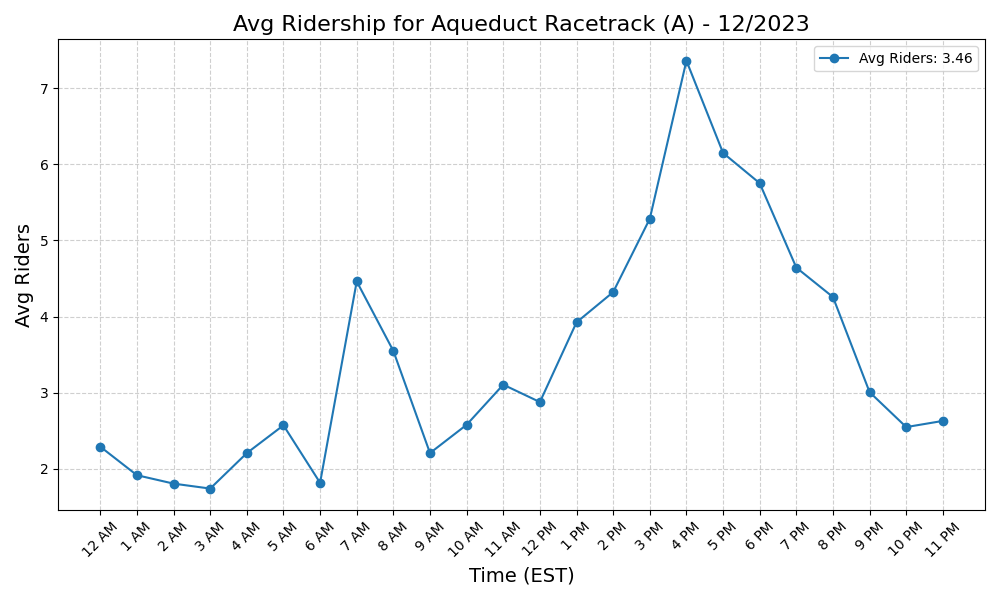 Avg Ridership for Aqueduct Racetrack (A) - 12/2023
Avg Riders: 3.46
Avg Riders
7
6
5
4
3
2
12 AM
1 AM
2 AM
3 AM
4 AM
5 AM
6 AM
7 AM
8 AM
9 AM
10 AM
11 AM
12 PM
1 PM
2 PM
3 PM
4 PM
5 PM
6 PM
7 PM
8 PM
9 PM
10 PM
11 PM
Time (EST)